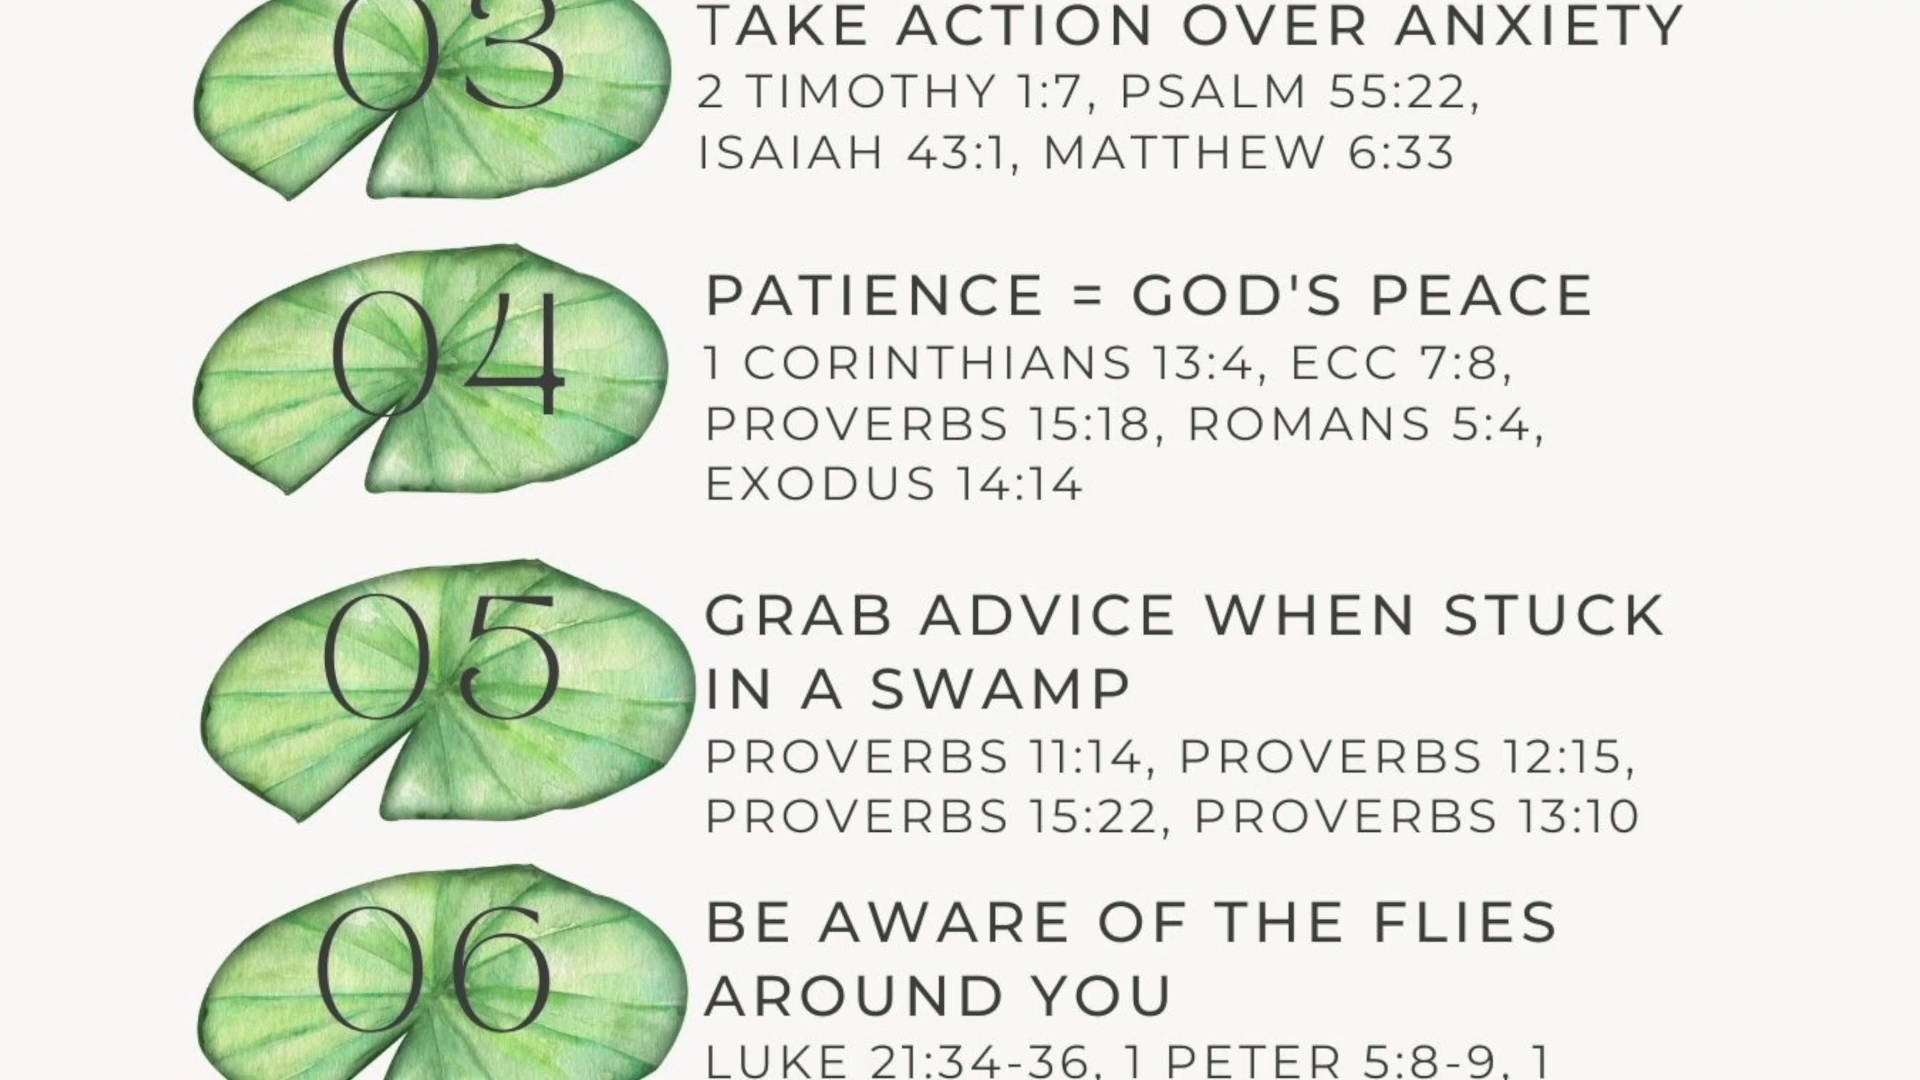 03
TAKE ACTION OVER ANXIETY
2 TIMOTHY 1:7, PSALM 55:22,
ISAIAH 43:1, MATTHEW 6:33
04
PATIENCE = GOD'S PEACE
1 CORINTHIANS 13:4, ECC 7:8,
PROVERBS 15:18, ROMANS 5:4,
EXODUS 14:14
05
GRAB ADVICE WHEN STUCK
IN A SWAMP
PROVERBS 11:14, PROVERBS 12:15,
PROVERBS 15:22, PROVERBS 13:10
06
BE AWARE OF THE FLIES
AROUND YOU
LUKE 21:34-36, 1 PETER 5:8-9, 1